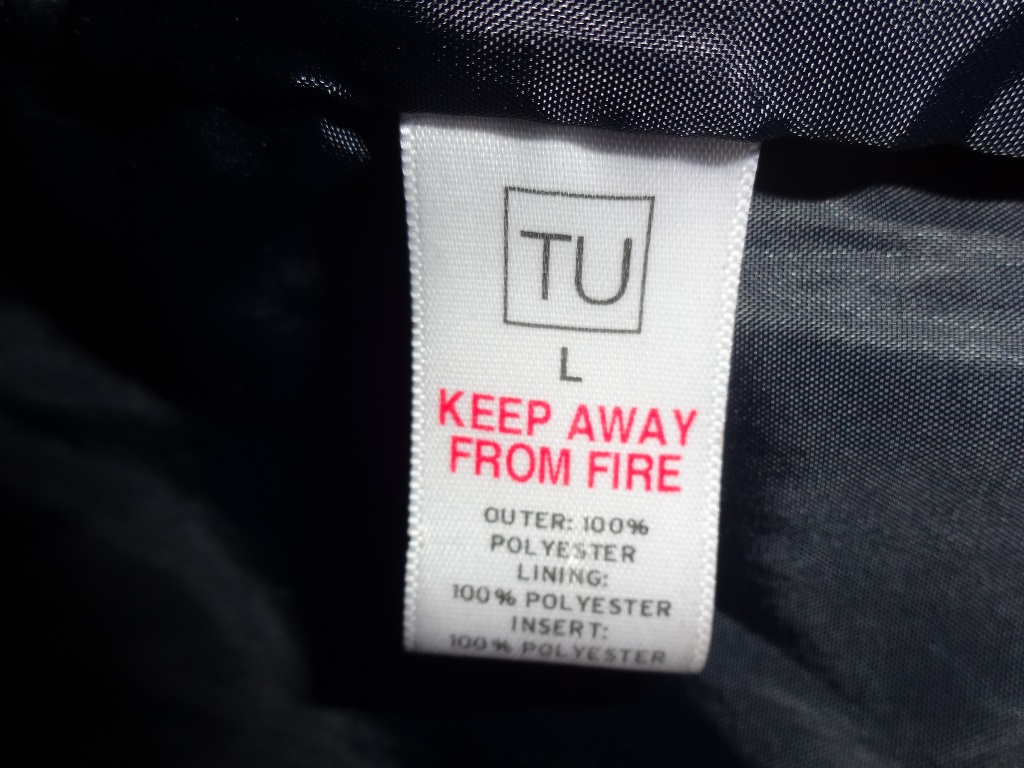 TU
L
KEEP AWAY
FROM FIRE
OUTER: 100%
POLYESTER
LINING:
100% POLYESTER
INSERT:
100% POLYESTER